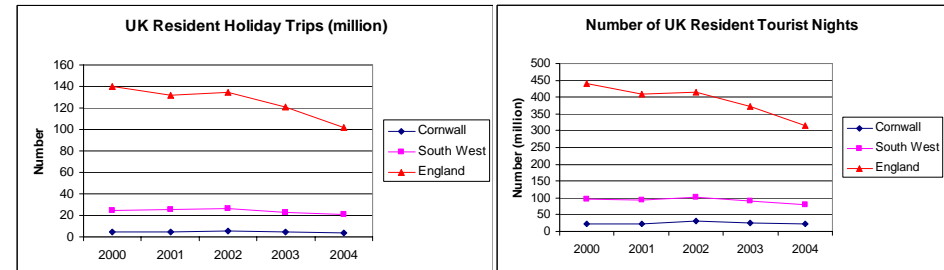 UK Resident Holiday Trips (million)
160
140
120
100
80
60
40
20
0
Number
2000 2001 2002 2003 2004
Cornwall
South West
England
Number of UK Resident Tourist Nights
500
450
400
350
300
250
200
150
100
50
0
Number (million)
2000 2001 2002 2003 2004
Cornwall
South West
England